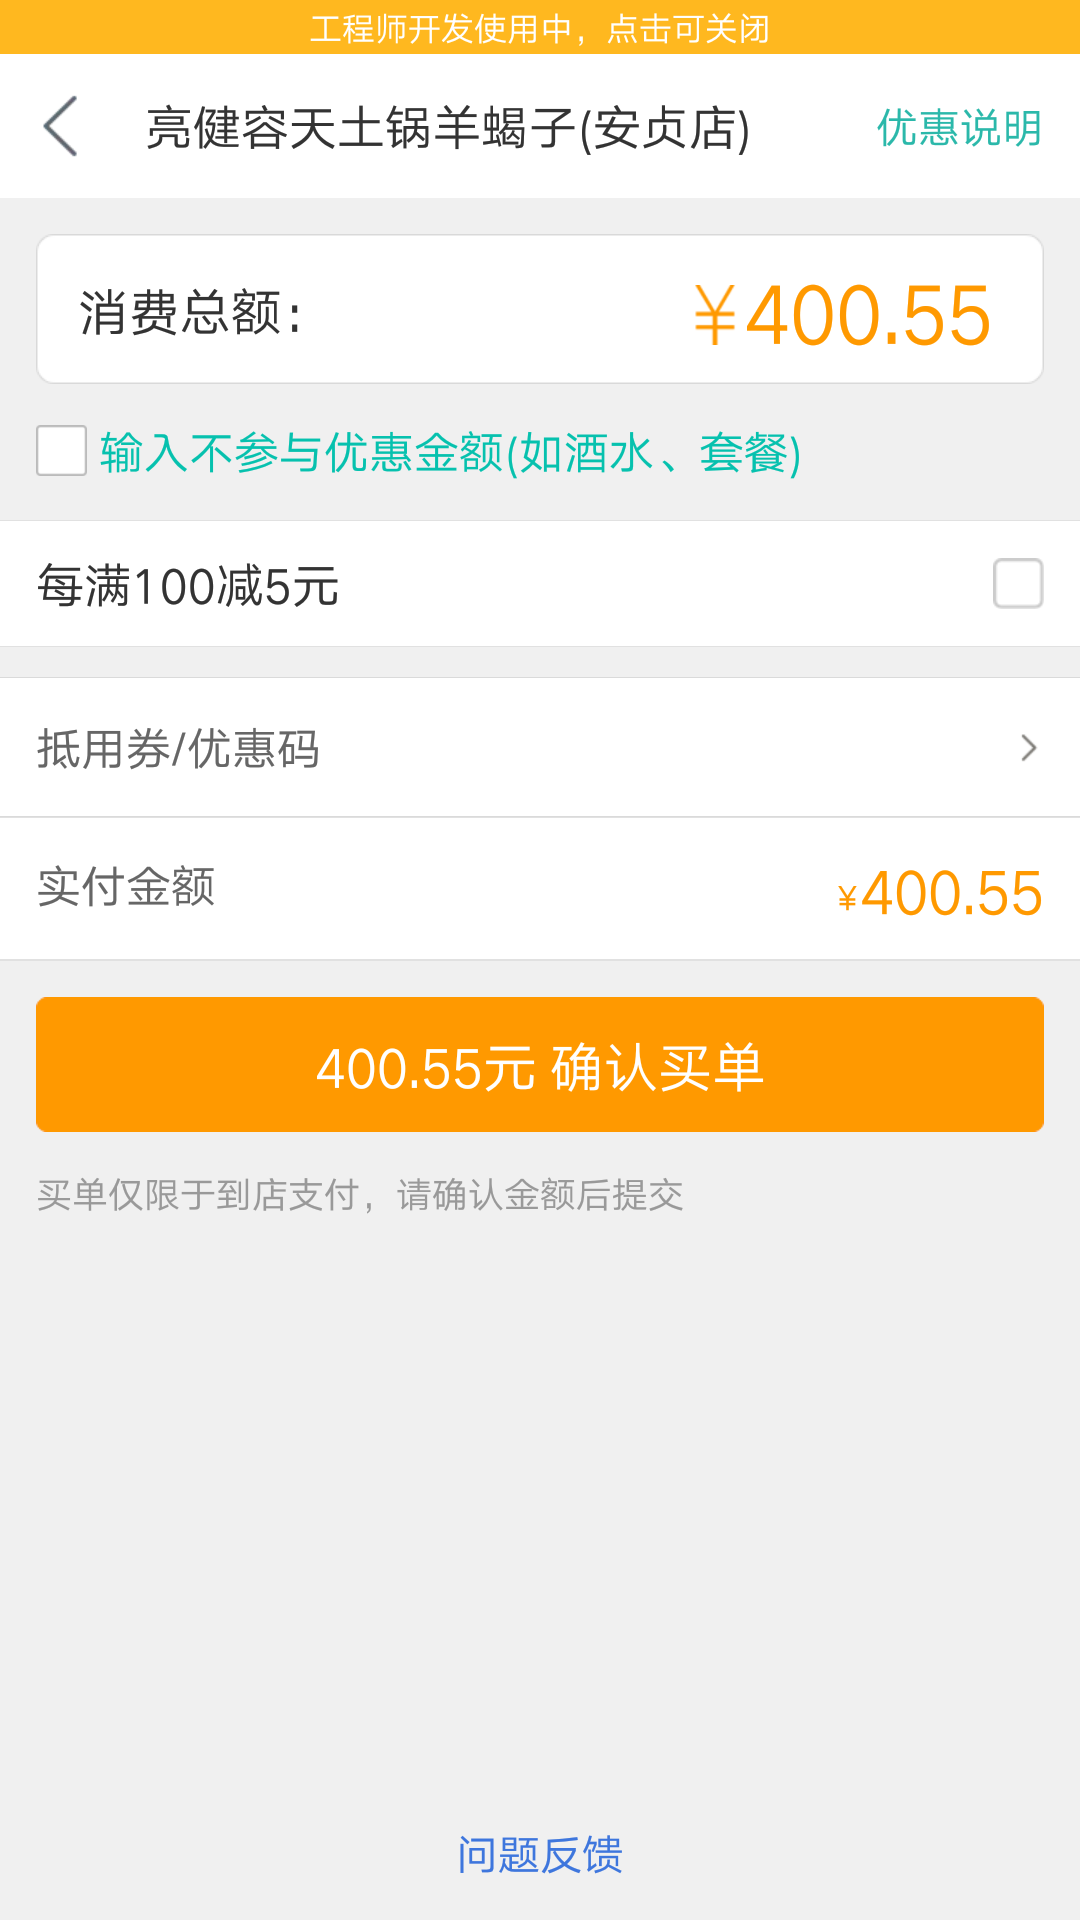 工程师开发使用中，点击可关闭
亮健容天土锅羊蝎子(安贞店)
优惠说明
消费总额：
¥400.55
输入不参与优惠金额(如酒水、套餐)
每满100减5元
抵用券/优惠码
实付金额
¥400.55
400.55元 确认买单
买单仅限于到店支付，请确认金额后提交
问题反馈